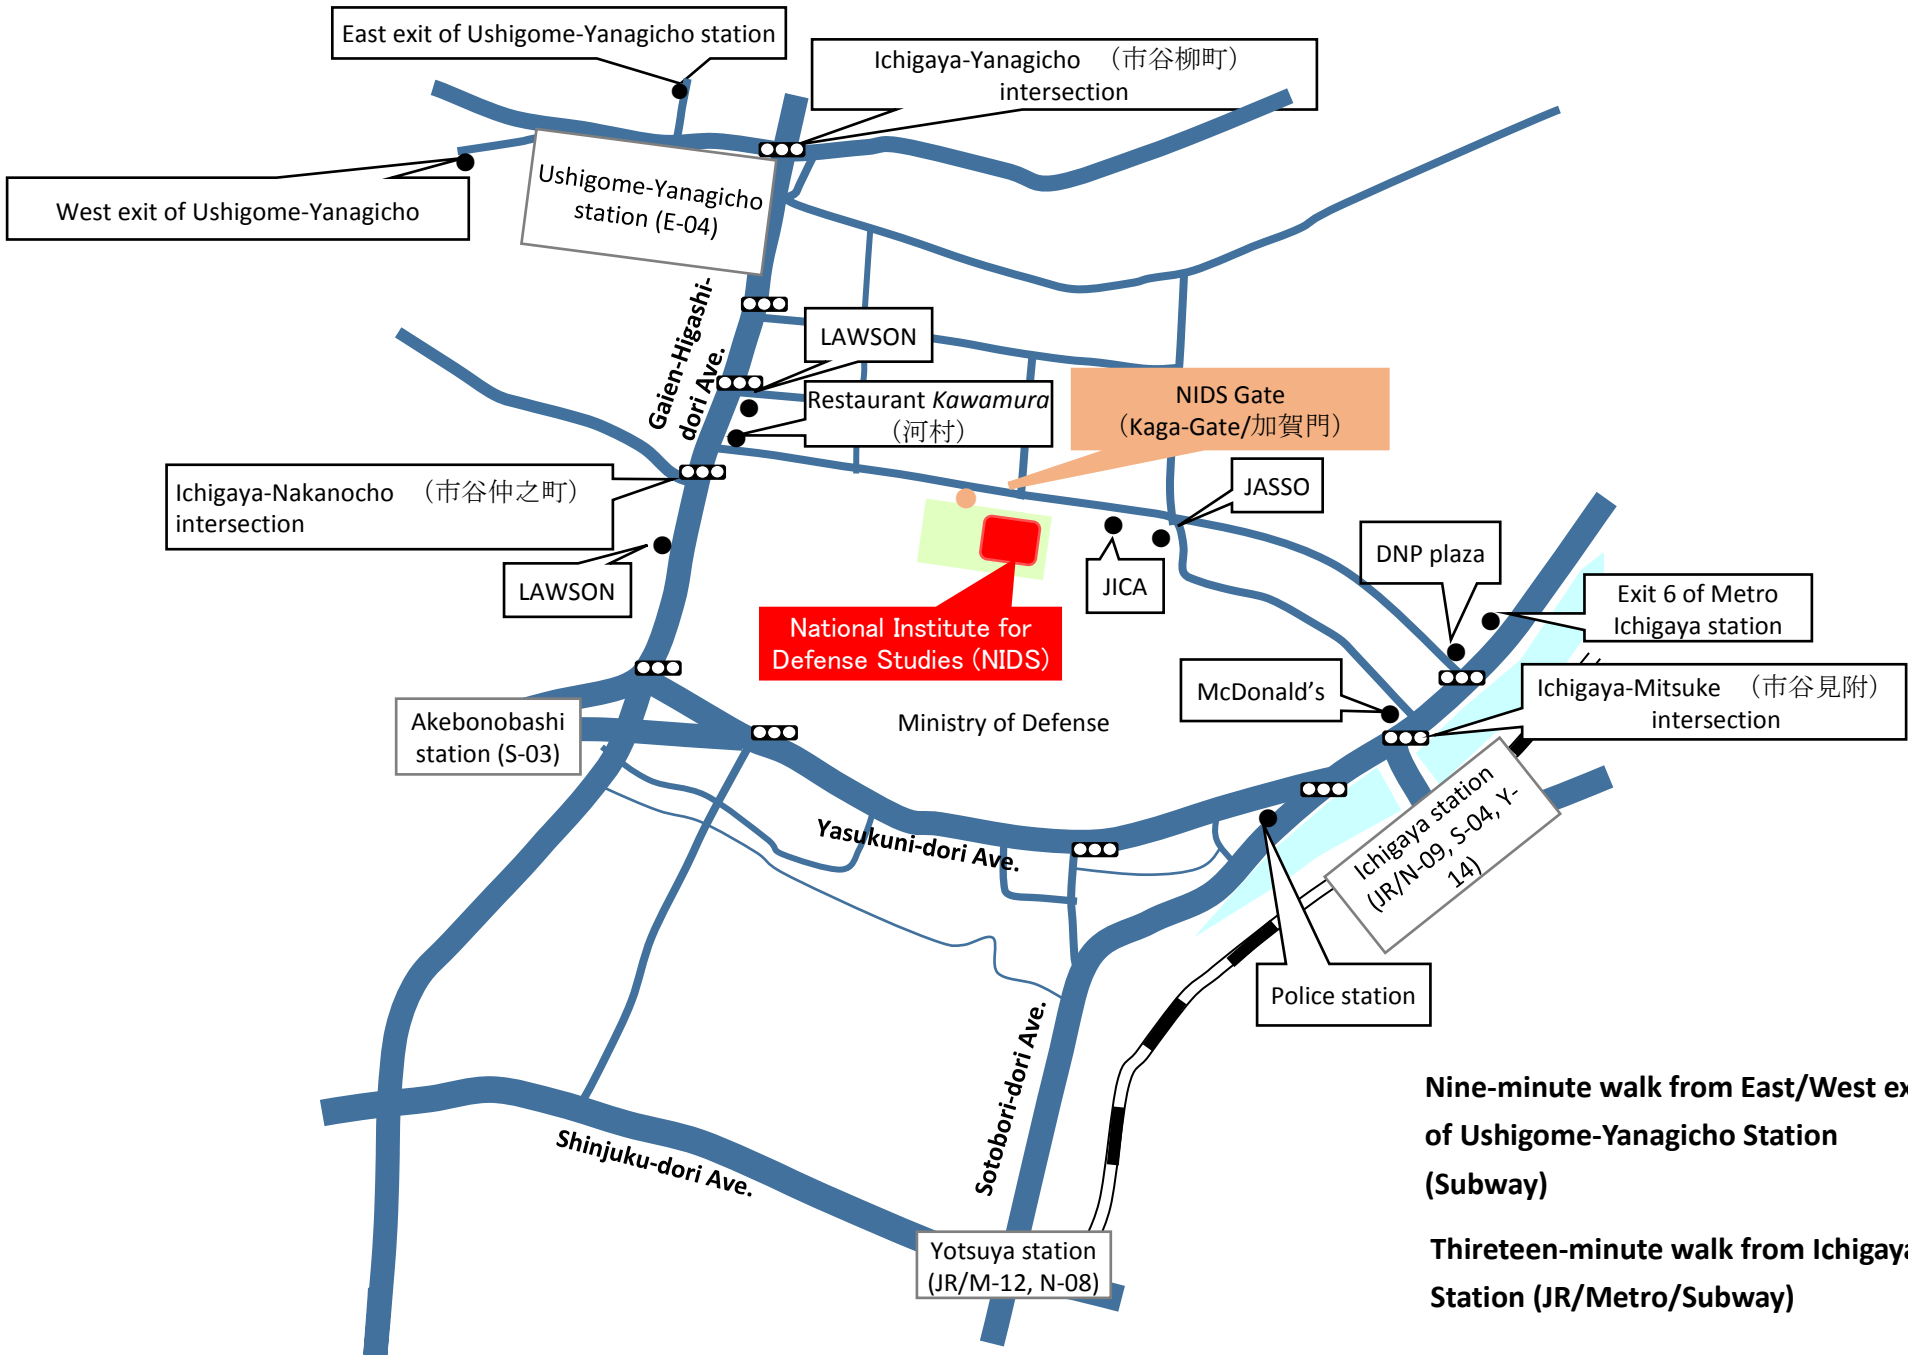 East exit of Ushigome-Yanagicho station
Ichigaya-Yanagicho （市谷柳町）
intersection
West exit of Ushigome-Yanagicho
Ushigome-Yanagicho
station (E-04)
Gaien-Higashi-
dori Ave.
LAWSON
Restaurant Kawamura
（河村）
NIDS Gate
（Kaga-Gate/加賀門）
Ichigaya-Nakanocho （市谷仲之町）
intersection
JASSO
LAWSON
JICA
DNP plaza
Exit 6 of Metro
Ichigaya station
National Institute for
Defense Studies (NIDS)
McDonald's
Ichigaya-Mitsuke （市谷見附）
intersection
Akebonobashi
station (S-03)
Ministry of Defense
Yasukuni-dori Ave.
Ichigaya station
(JR/N-09, S-04, Y-
14)
Police station
Sotobori-dori Ave.
Shinjuku-dori Ave.
Yotsuya station
(JR/M-12, N-08)
Nine-minute walk from East/West ex
of Ushigome-Yanagicho Station
(Subway)
Thireteen-minute walk from Ichigaya
Station (JR/Metro/Subway)